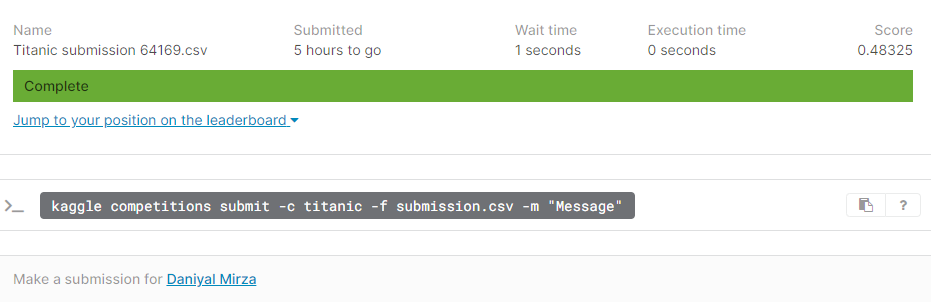 Name Submitted Wait time Execution time Score
Titanic submission 64169.csv 5 hours to go 1 seconds 0 seconds 0.48325
Complete
Jump to your position on the leaderboard
>_ kaggle competitions submit -c titanic -f submission.csv -m "Message" ?
Make a submission for Daniyal Mirza